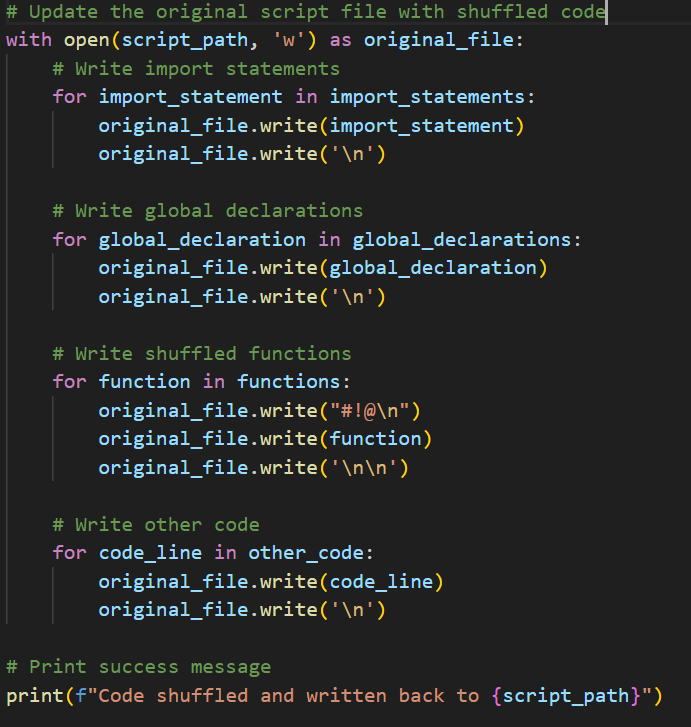 # Update the original script file with shuffled code
with open(script_path, 'w') as original_file:
    # Write import statements
    for import_statement in import_statements:
        original_file.write(import_statement)
        original_file.write('\n')

    # Write global declarations
    for global_declaration in global_declarations:
        original_file.write(global_declaration)
        original_file.write('\n')

    # Write shuffled functions
    for function in functions:
        original_file.write("#!@\n")
        original_file.write(function)
        original_file.write('\n\n')

    # Write other code
    for code_line in other_code:
        original_file.write(code_line)
        original_file.write('\n')

# Print success message
print(f"Code shuffled and written back to {script_path}")